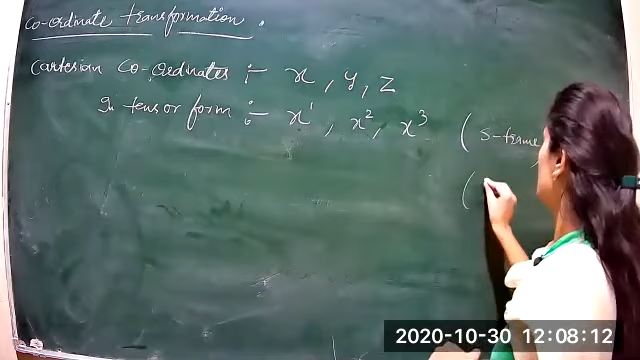 Co-ordinate transformation.
Cartesian Co-ordinates :- x, y, z
In tensor form :- x¹, x², x³ ( S-frame
(
2020-10-30 12:08:12